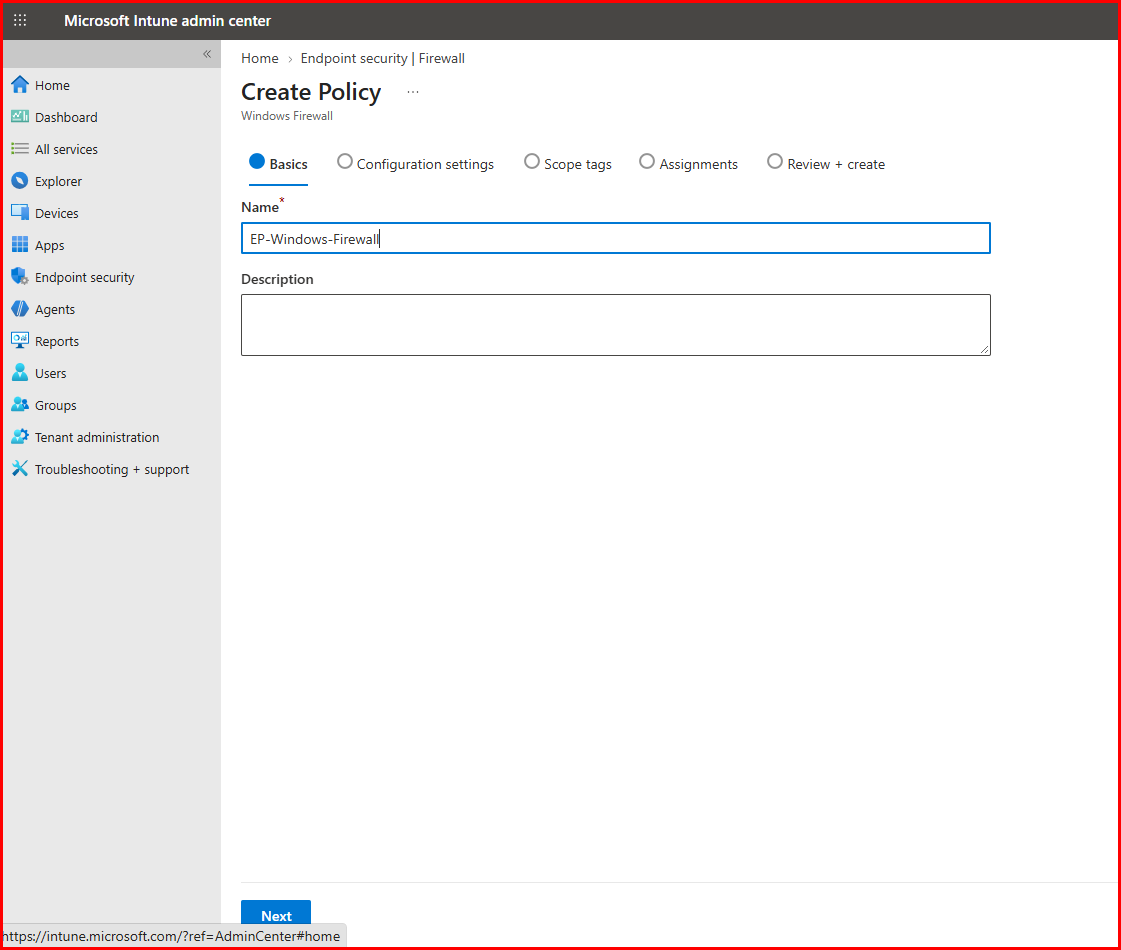 Microsoft Intune admin center
«
Home
Dashboard
All services
Explorer
Devices
Apps
Endpoint security
Agents
Reports
Users
Groups
Tenant administration
Troubleshooting + support
Home › Endpoint security | Firewall
Create Policy ...
Windows Firewall
Basics Configuration settings Scope tags Assignments Review + create
Name*
EP-Windows-Firewall
Description
Next
https://intune.microsoft.com/?ref=AdminCenter#home